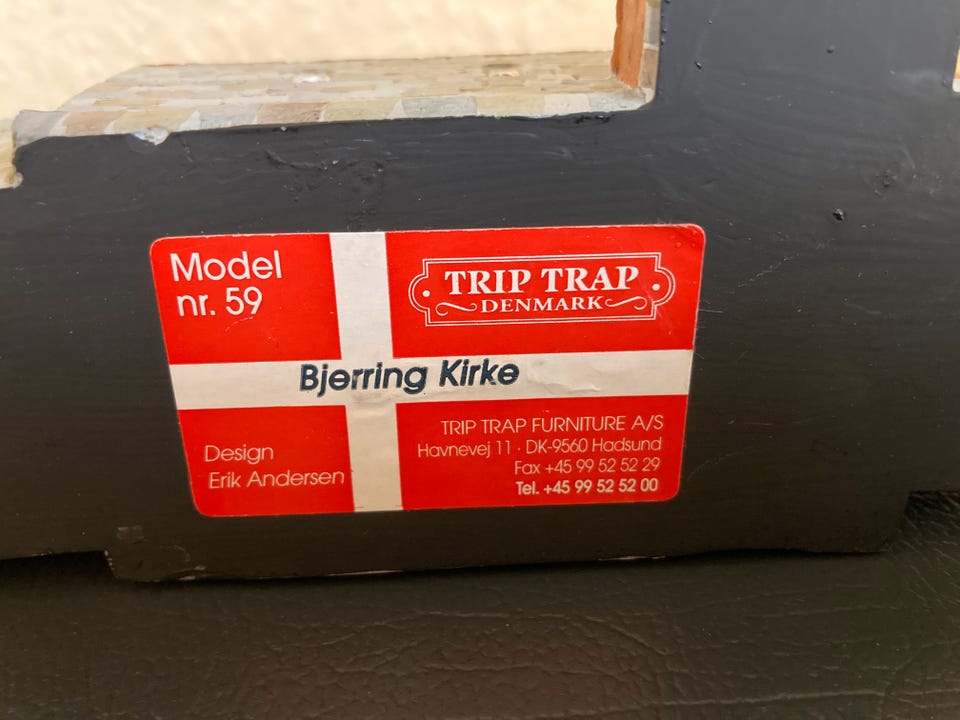 Model
nr. 59
TRIP TRAP
DENMARK
Bjerring Kirke
Design
Erik Andersen
TRIP TRAP FURNITURE A/S
Havnevej 11 · DK-9560 Hadsund
Fax +45 99 52 52 29
Tel. +45 99 52 52 00